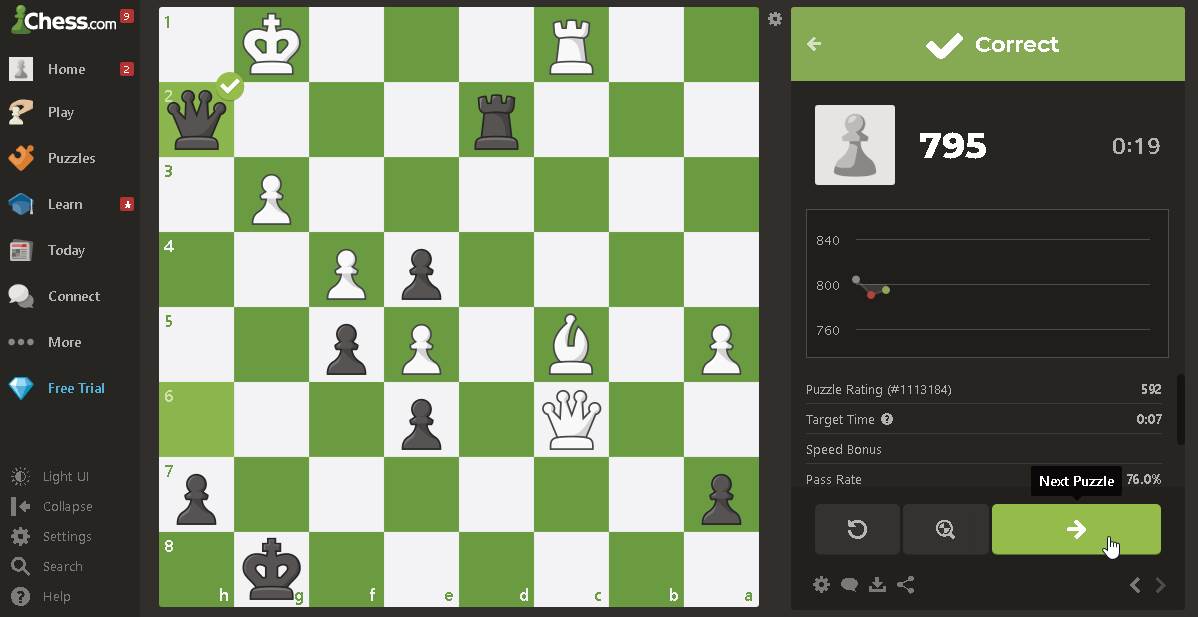 Chess.com 9
Home 2
Play
Puzzles
Learn
Today
Connect
More
Free Trial
Light UI
Collapse
Settings
Search
Help
1
2
3
4
5
6
7
8
h g f e d c b a
Correct
795 0:19
840
800
760
Puzzle Rating (#1113184) 592
Target Time ? 0:07
Speed Bonus
Pass Rate 76.0%
Next Puzzle